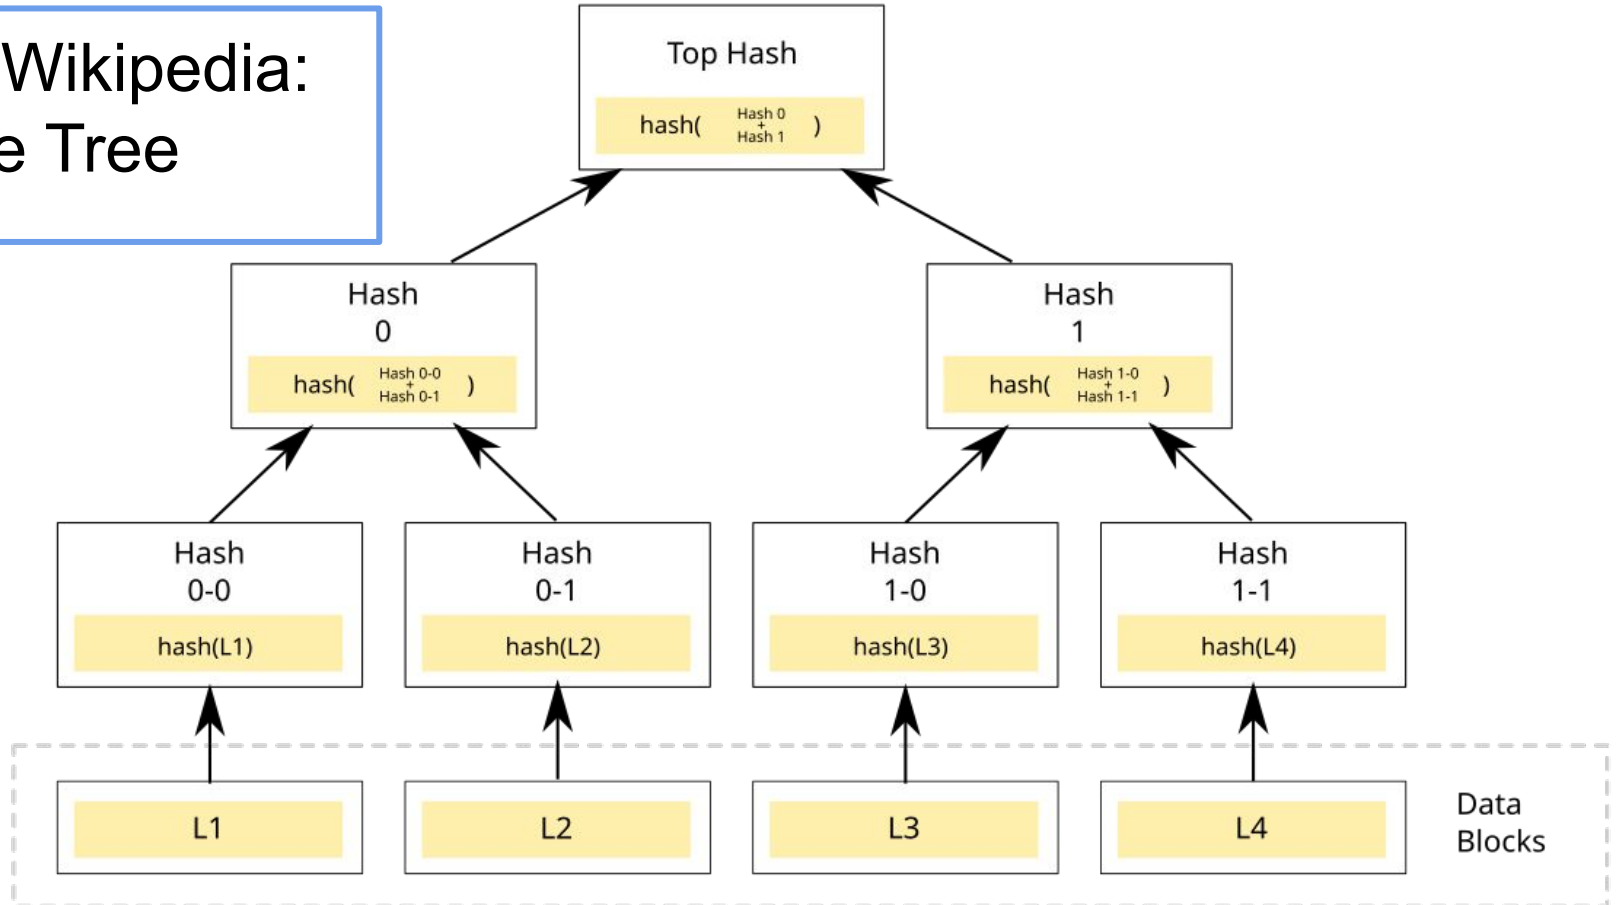 Wikipedia:
e Tree
Top Hash
hash( Hash 0 + Hash 1 )
Hash
0
hash( Hash 0-0 + Hash 0-1 )
Hash
1
hash( Hash 1-0 + Hash 1-1 )
Hash
0-0
hash(L1)
Hash
0-1
hash(L2)
Hash
1-0
hash(L3)
Hash
1-1
hash(L4)
L1
L2
L3
L4
Data
Blocks